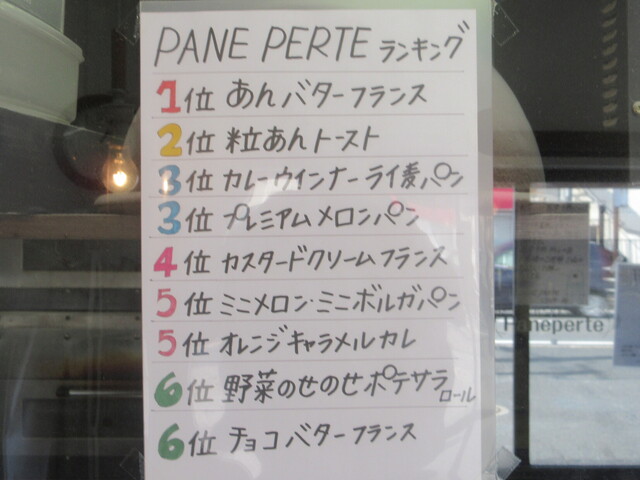 PANE PERTE ランキング
1位 あんバターフランス
2位 粒あんトースト
3位 カレーウインナーライ麦パン
3位 プレミアムメロンパン
4位 カスタードクリームフランス
5位 ミニメロン・ミニボルガパン
5位 オレンジキャラメルカレ
6位 野菜のせのせポテサラロール
6位 チョコバターフランス
Paneperte